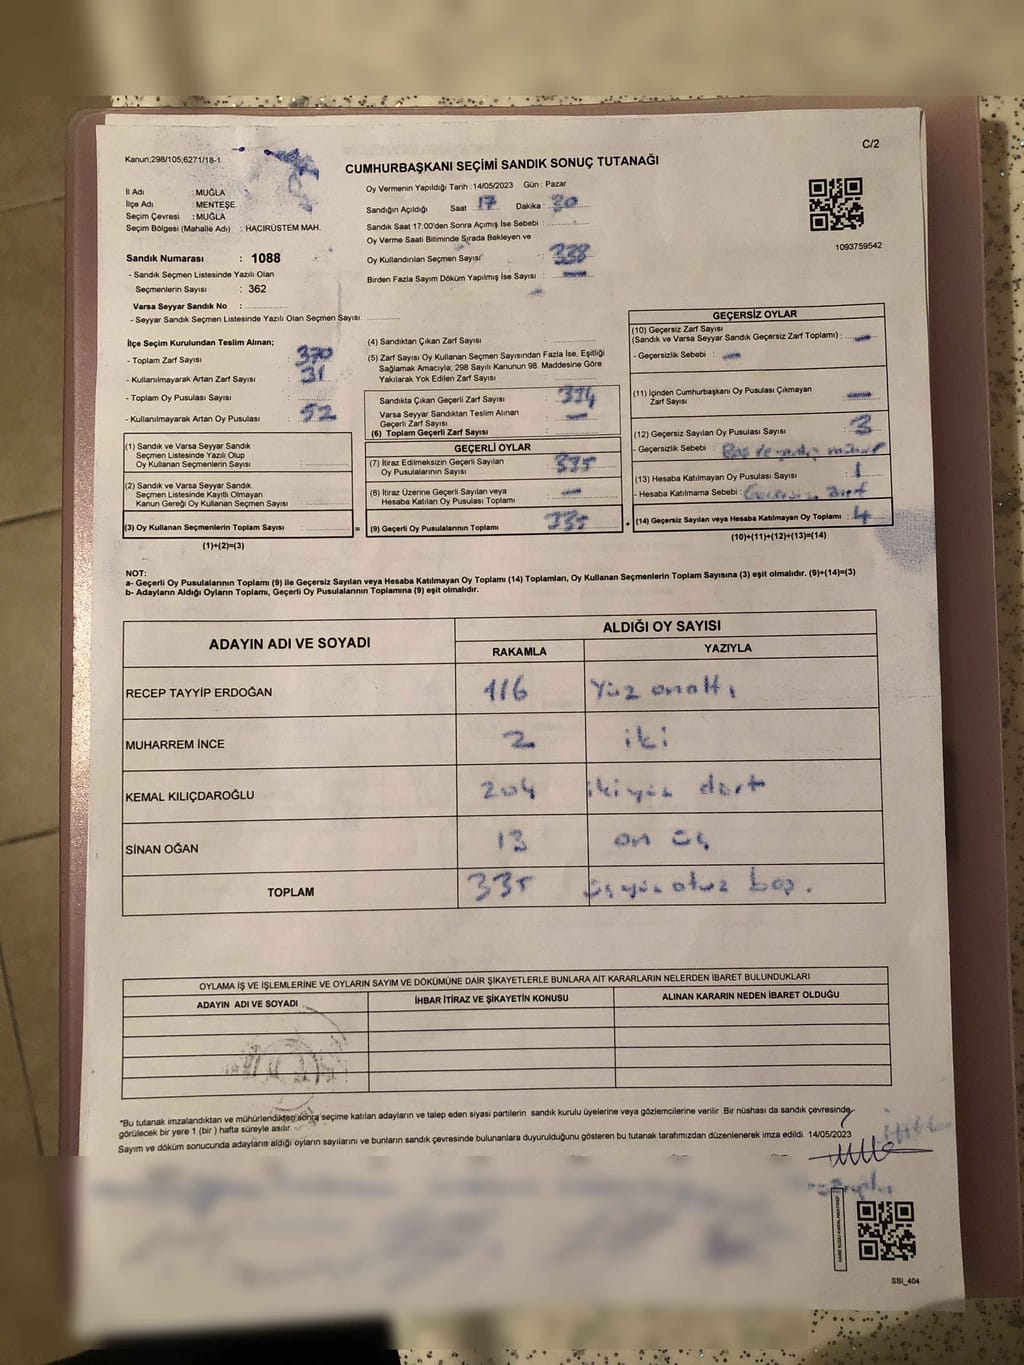 C/2
Kanun;298/105;6271/18-1
CUMHURBAŞKANI SEÇİMİ SANDIK SONUÇ TUTANAĞI
İl Adı : MUĞLA
İlçe Adı : MENTEŞE
Seçim Çevresi : MUĞLA
Seçim Bölgesi (Mahalle Adı) : HACIRÜSTEM MAH.
Oy Vermenin Yapıldığı Tarih :14/05/2023 Gün : Pazar
Sandığın Açıldığı Saat : 17 Dakika : 30
Sandık Saat 17.00'den Sonra Açımış İse Sebebi :
Oy Verme Saati Bitiminde Sırada Bekleyen ve
Oy Kullandırılan Seçmen Sayısı : 338
Birden Fazla Sayım Döküm Yapılmış İse Sayısı : —
1093759542
Sandık Numarası : 1088
- Sandık Seçmen Listesinde Yazılı Olan
Seçmenlerin Sayısı : 362
Varsa Seyyar Sandık No :
- Seyyar Sandık Seçmen Listesinde Yazılı Olan Seçmen Sayısı:
İlçe Seçim Kurulundan Teslim Alınan;
- Toplam Zarf Sayısı : 370
- Kullanılmayarak Artan Zarf Sayısı : 31
- Toplam Oy Pusulası Sayısı :
- Kullanılmayarak Artan Oy Pusulası : 52
(1) Sandık ve Varsa Seyyar Sandık
Seçmen Listesinde Yazılı Olup
Oy Kullanan Seçmenlerin Sayısı :
(2) Sandık ve Varsa Seyyar Sandık
Seçmen Listesinde Kayıtlı Olmayan
Kanun Gereği Oy Kullanan Seçmen Sayısı :
(3) Oy Kullanan Seçmenlerin Toplam Sayısı :
(1)+(2)=(3)
(4) Sandıktan Çıkan Zarf Sayısı :
(5) Zarf Sayısı Oy Kullanan Seçmen Sayısından Fazla İse, Eşitliği
Sağlamak Amacıyla; 298 Sayılı Kanunun 98. Maddesine Göre
Yakılarak Yok Edilen Zarf Sayısı :
Sandıkta Çıkan Geçerli Zarf Sayısı : 334
Varsa Seyyar Sandıktan Teslim Alınan
Geçerli Zarf Sayısı : —
(6) Toplam Geçerli Zarf Sayısı :
GEÇERLİ OYLAR
(7) İtiraz Edilmeksizin Geçerli Sayılan
Oy Pusulalarının Sayısı : 335
(8) İtiraz Üzerine Geçerli Sayılan veya
Hesaba Katılan Oy Pusulası Toplamı : —
= (9) Geçerli Oy Pusulalarının Toplamı : 335
GEÇERSİZ OYLAR
(10) Geçersiz Zarf Sayısı
(Sandık ve Varsa Seyyar Sandık Geçersiz Zarf Toplamı) : —
- Geçersizlik Sebebi : —
(11) İçinden Cumhurbaşkanı Oy Pusulası Çıkmayan
Zarf Sayısı : —
(12) Geçersiz Sayılan Oy Pusulası Sayısı : 3
- Geçersizlik Sebebi :
(13) Hesaba Katılmayan Oy Pusulası Sayısı : 1
- Hesaba Katılmama Sebebi : Geçersiz Zarf
+ (14) Geçersiz Sayılan veya Hesaba Katılmayan Oy Toplamı : 4
(10)+(11)+(12)+(13)=(14)
NOT:
a- Geçerli Oy Pusulalarının Toplamı (9) ile Geçersiz Sayılan veya Hesaba Katılmayan Oy Toplamı (14) Toplamları, Oy Kullanan Seçmenlerin Toplam Sayısına (3) eşit olmalıdır. (9)+(14)=(3)
b- Adayların Aldığı Oyların Toplamı, Geçerli Oy Pusulalarının Toplamına (9) eşit olmalıdır.
ADAYIN ADI VE SOYADI
ALDIĞI OY SAYISI
RAKAMLA YAZIYLA
RECEP TAYYİP ERDOĞAN 116 Yüz onaltı
MUHARREM İNCE 2 iki
KEMAL KILIÇDAROĞLU 204 ikiyüz dört
SİNAN OĞAN 13 on üç
TOPLAM 335 üçyüz otuz beş.
OYLAMA İŞ VE İŞLEMLERİNE VE OYLARIN SAYIM VE DÖKÜMÜNE DAİR ŞİKAYETLERLE BUNLARA AİT KARARLARIN NELERDEN İBARET BULUNDUKLARI
ADAYIN ADI VE SOYADI İHBAR İTİRAZ VE ŞİKAYETİN KONUSU ALINAN KARARIN NEDEN İBARET OLDUĞU
*Bu tutanak imzalandıktan ve mühürlendikten sonra seçime katılan adayların ve talep eden siyasi partilerin sandık kurulu üyelerine veya gözlemcilerine verilir .Bir nüshası da sandık çevresinde
görülecek bir yere 1 (bir ) hafta süreyle asılır.
Sayım ve döküm sonucunda adayların aldığı oyların sayılarını ve bunların sandık çevresinde bulunanlara duyurulduğunu gösteren bu tutanak tarafımızdan düzenlenerek imza edildi. 14/05/2023
SSI_404